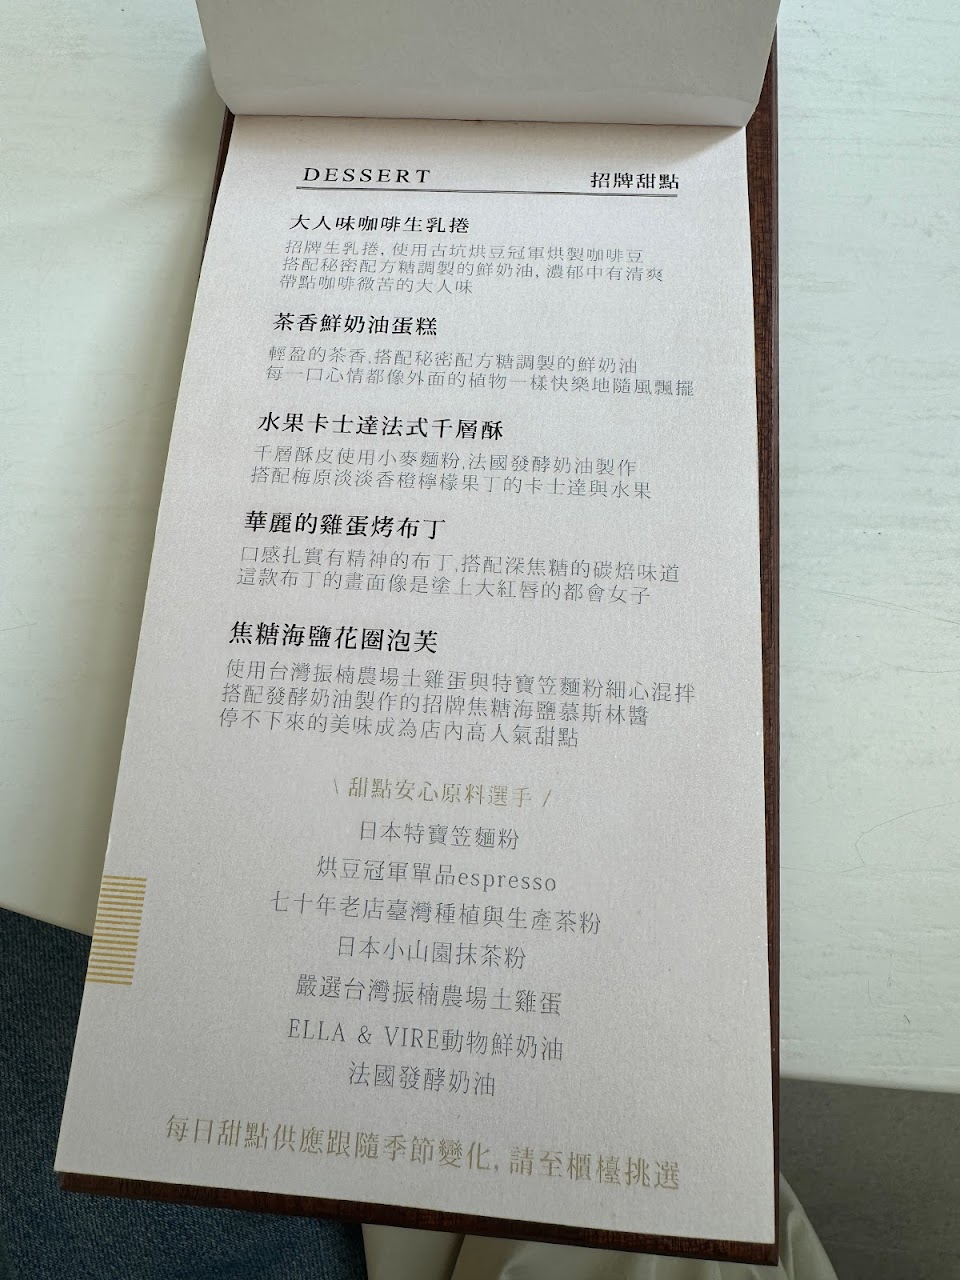 DESSERT 招牌甜點
大人味咖啡生乳捲
招牌生乳捲, 使用古坑烘豆冠軍烘製咖啡豆
搭配秘密配方糖調製的鮮奶油, 濃郁中有清爽
帶點咖啡微苦的大人味
茶香鮮奶油蛋糕
輕盈的茶香,搭配秘密配方糖調製的鮮奶油
每一口心情都像外面的植物一樣快樂地隨風飄擺
水果卡士達法式千層酥
千層酥皮使用小麥麵粉,法國發酵奶油製作
搭配梅原淡淡香橙檸檬果丁的卡士達與水果
華麗的雞蛋烤布丁
口感扎實有精神的布丁,搭配深焦糖的碳焙味道
這款布丁的畫面像是塗上大紅唇的都會女子
焦糖海鹽花圈泡芙
使用台灣振楠農場土雞蛋與特寶笠麵粉細心混拌
搭配發酵奶油製作的招牌焦糖海鹽慕斯林醬
停不下來的美味成為店內高人氣甜點
\ 甜點安心原料選手 /
日本特寶笠麵粉
烘豆冠軍單品espresso
七十年老店臺灣種植與生產茶粉
日本小山園抹茶粉
嚴選台灣振楠農場土雞蛋
ELLA & VIRE動物鮮奶油
法國發酵奶油
每日甜點供應跟隨季節變化, 請至櫃檯挑選